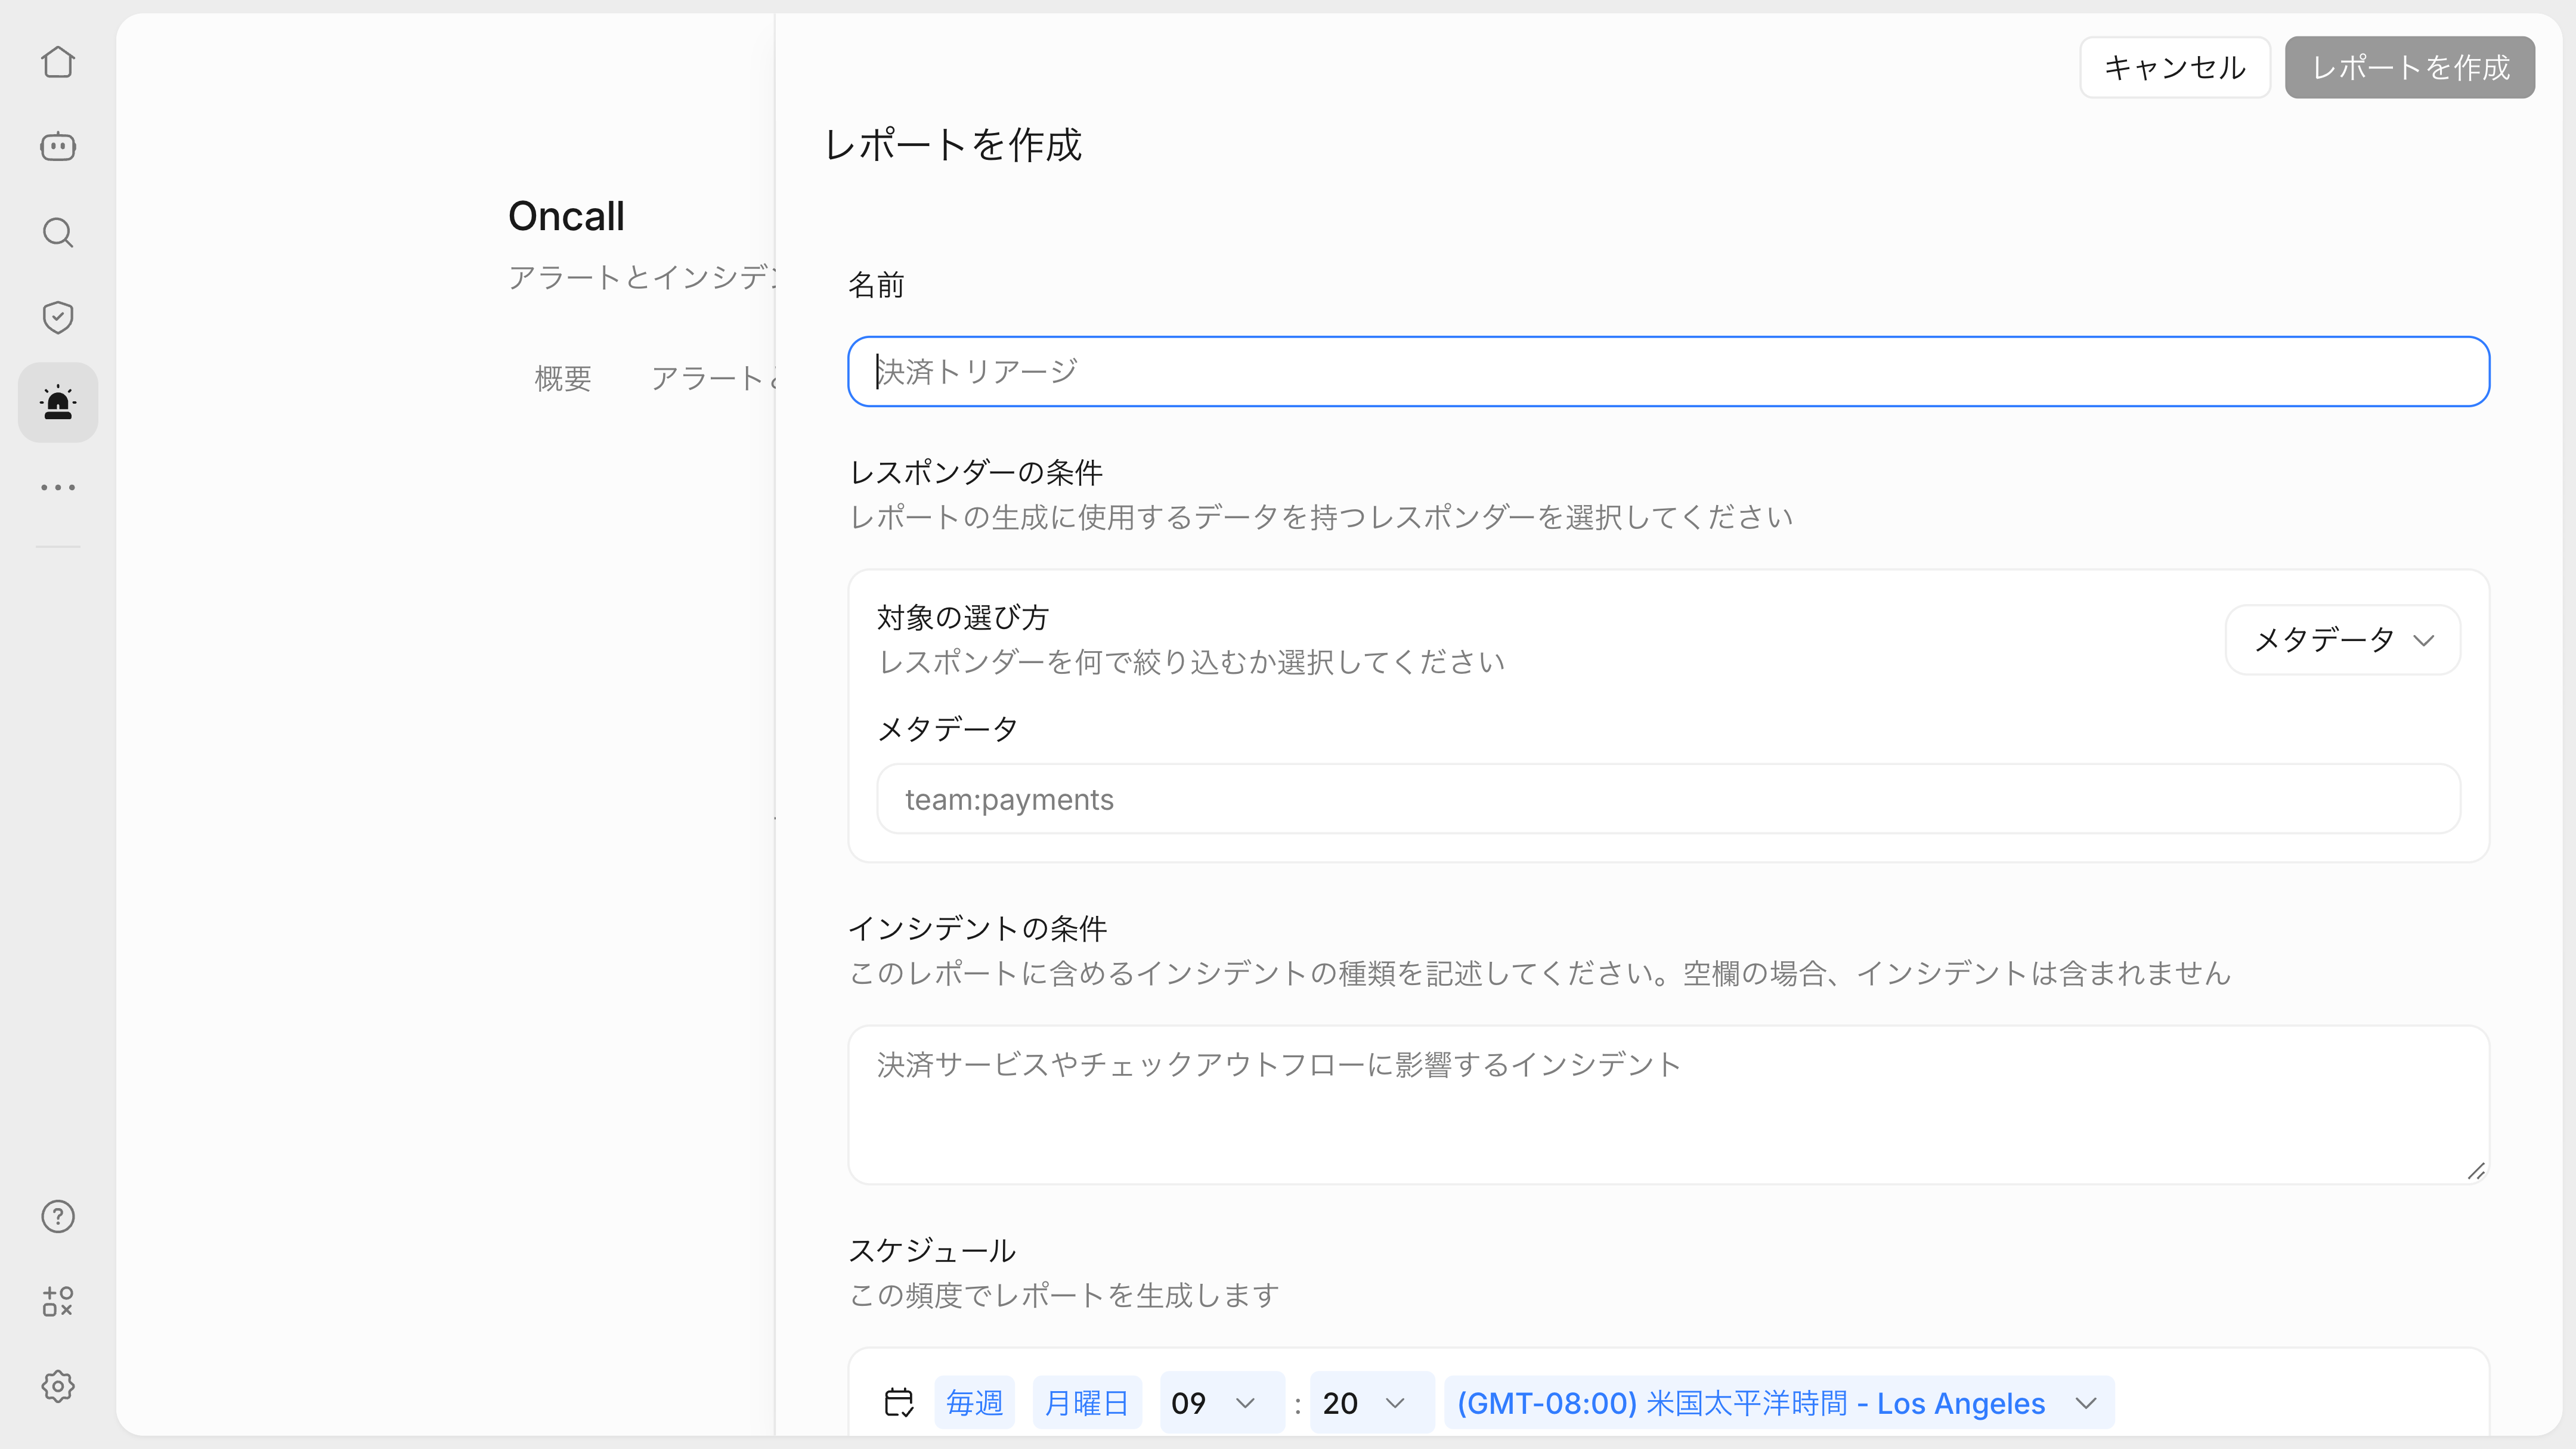 キャンセル
レポートを作成
レポートを作成
Oncall
アラートとインシデン
概要
アラートと
名前
決済トリアージ
レスポンダーの条件
レポートの生成に使用するデータを持つレスポンダーを選択してください
対象の選び方
レスポンダーを何で絞り込むか選択してください
メタデータ
メタデータ
team:payments
インシデントの条件
このレポートに含めるインシデントの種類を記述してください。空欄の場合、インシデントは含まれません
決済サービスやチェックアウトフローに影響するインシデント
スケジュール
この頻度でレポートを生成します
毎週 月曜日 09 : 20 (GMT-08:00) 米国太平洋時間 - Los Angeles